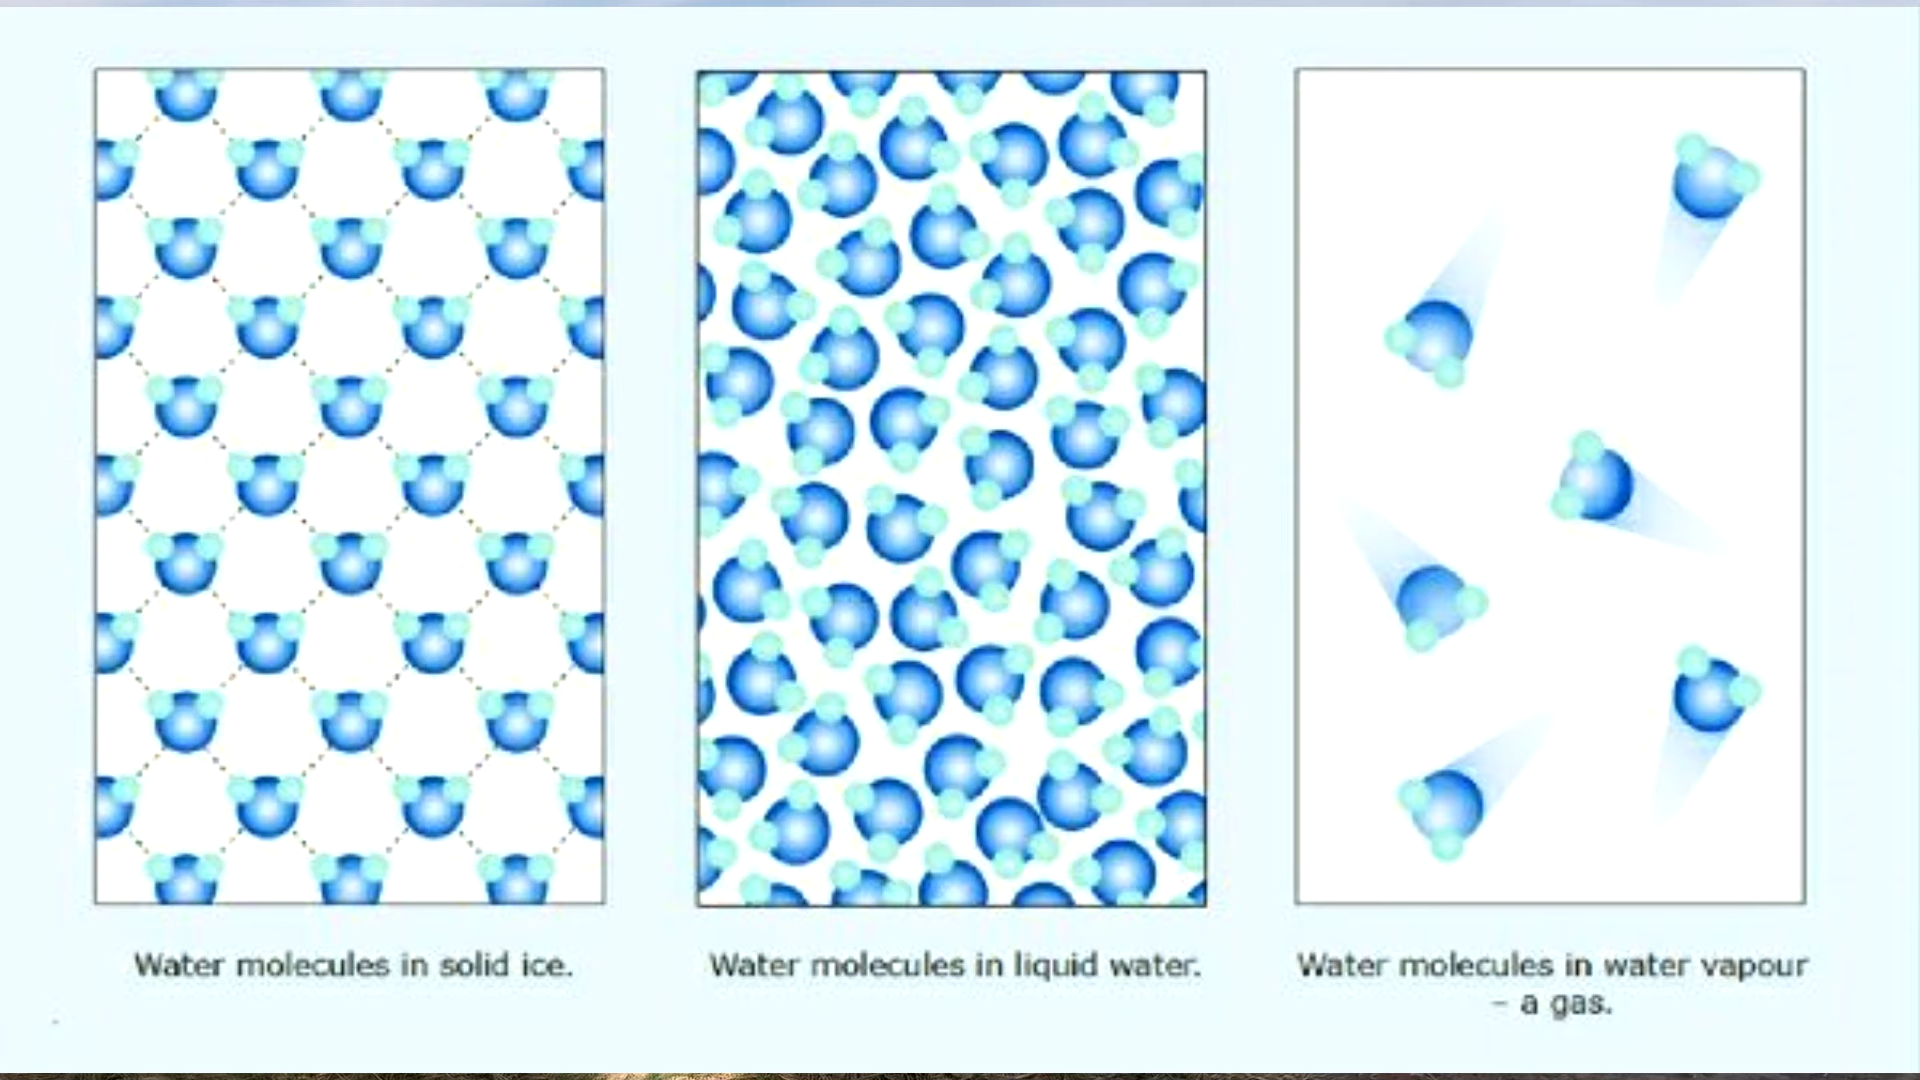 Water molecules in solid ice.
Water molecules in liquid water.
Water molecules in water vapour
– a gas.